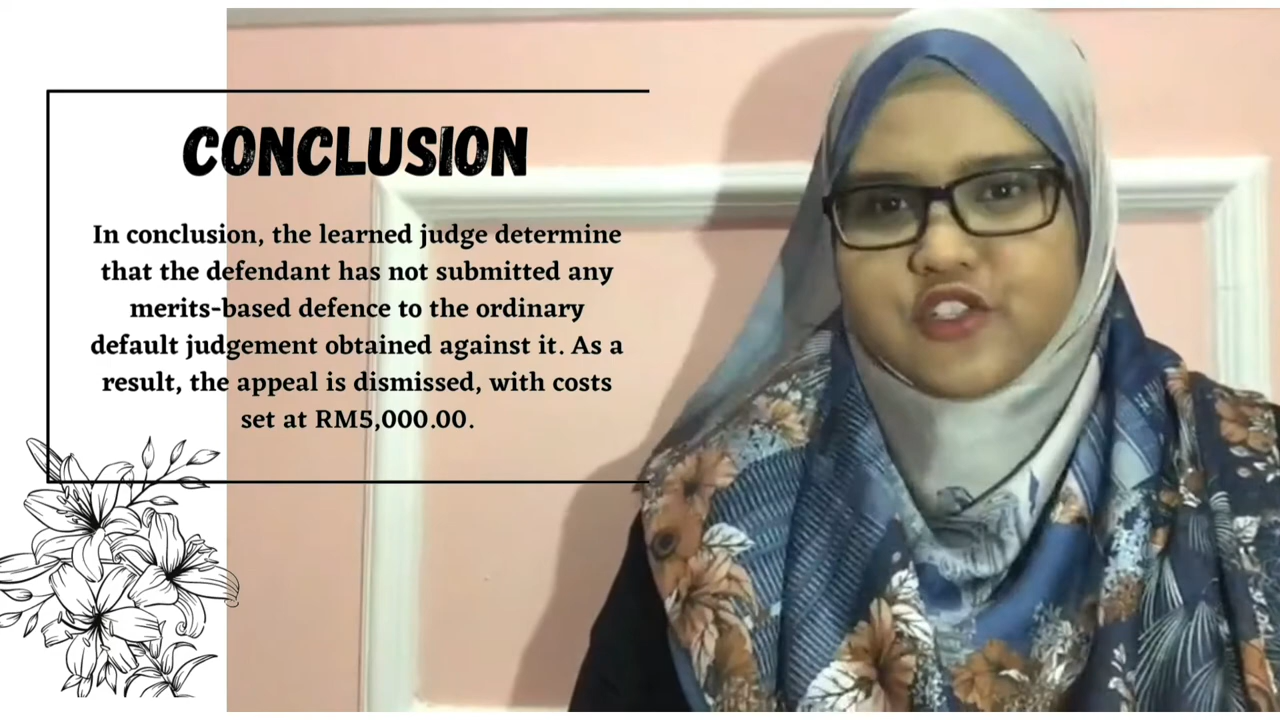 CONCLUSION
In conclusion, the learned judge determine
that the defendant has not submitted any
merits-based defence to the ordinary
default judgement obtained against it. As a
result, the appeal is dismissed, with costs
set at RM5,000.00.